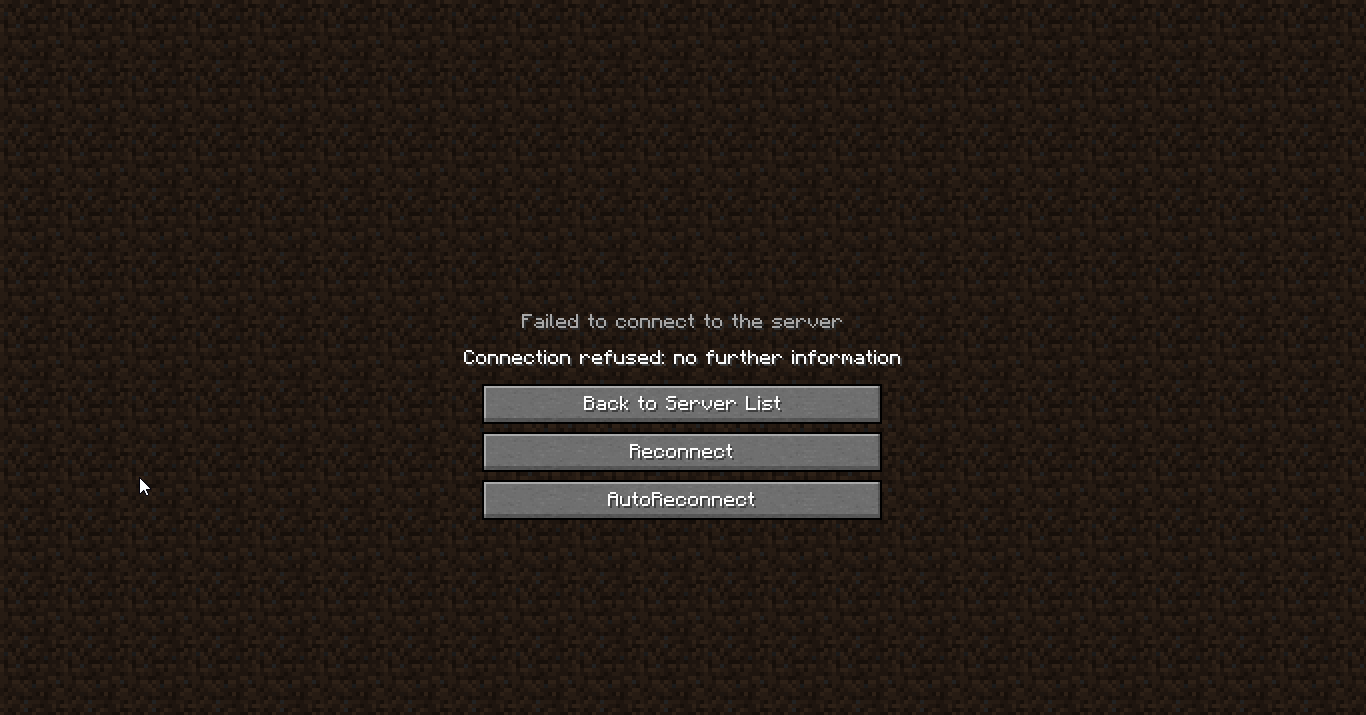 Failed to connect to the server
Connection refused: no further information
Back to Server List
Reconnect
AutoReconnect